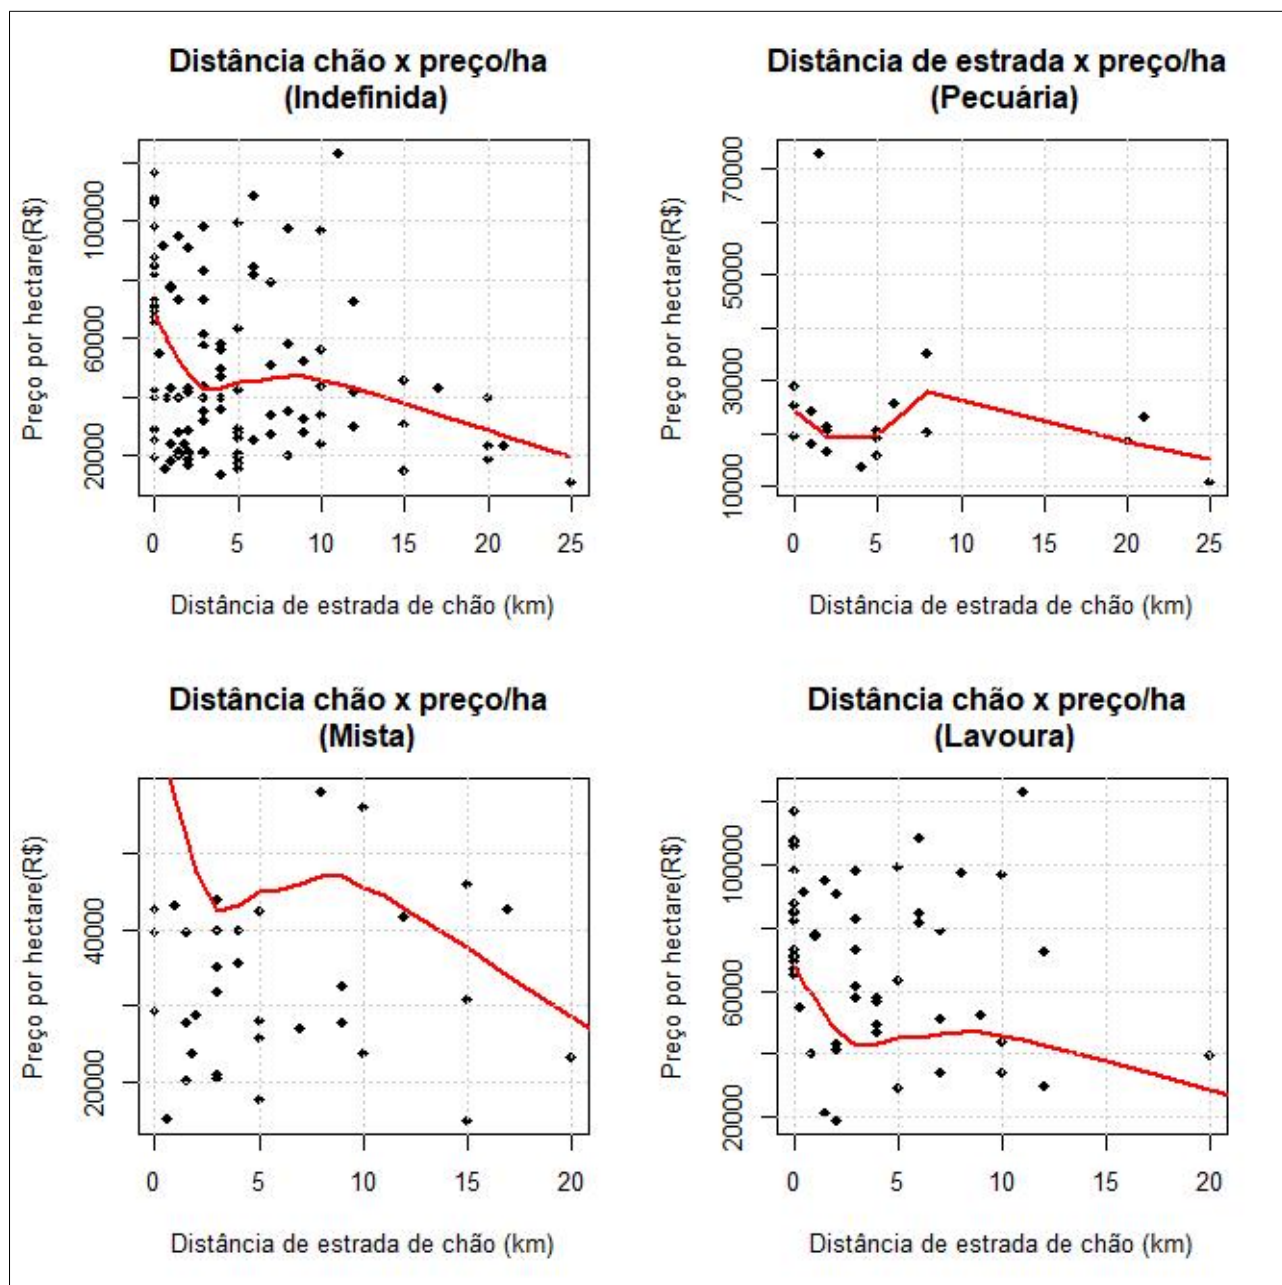 Distância chão x preço/ha
(Indefinida)
Preço por hectare(R$)
20000
60000
100000
0 5 10 15 20 25
Distância de estrada de chão (km)
Distância de estrada x preço/ha
(Pecuária)
Preço por hectare(R$)
10000
30000
50000
70000
0 5 10 15 20 25
Distância de estrada de chão (km)
Distância chão x preço/ha
(Mista)
Preço por hectare(R$)
20000
40000
0 5 10 15 20
Distância de estrada de chão (km)
Distância chão x preço/ha
(Lavoura)
Preço por hectare(R$)
20000
60000
100000
0 5 10 15 20
Distância de estrada de chão (km)